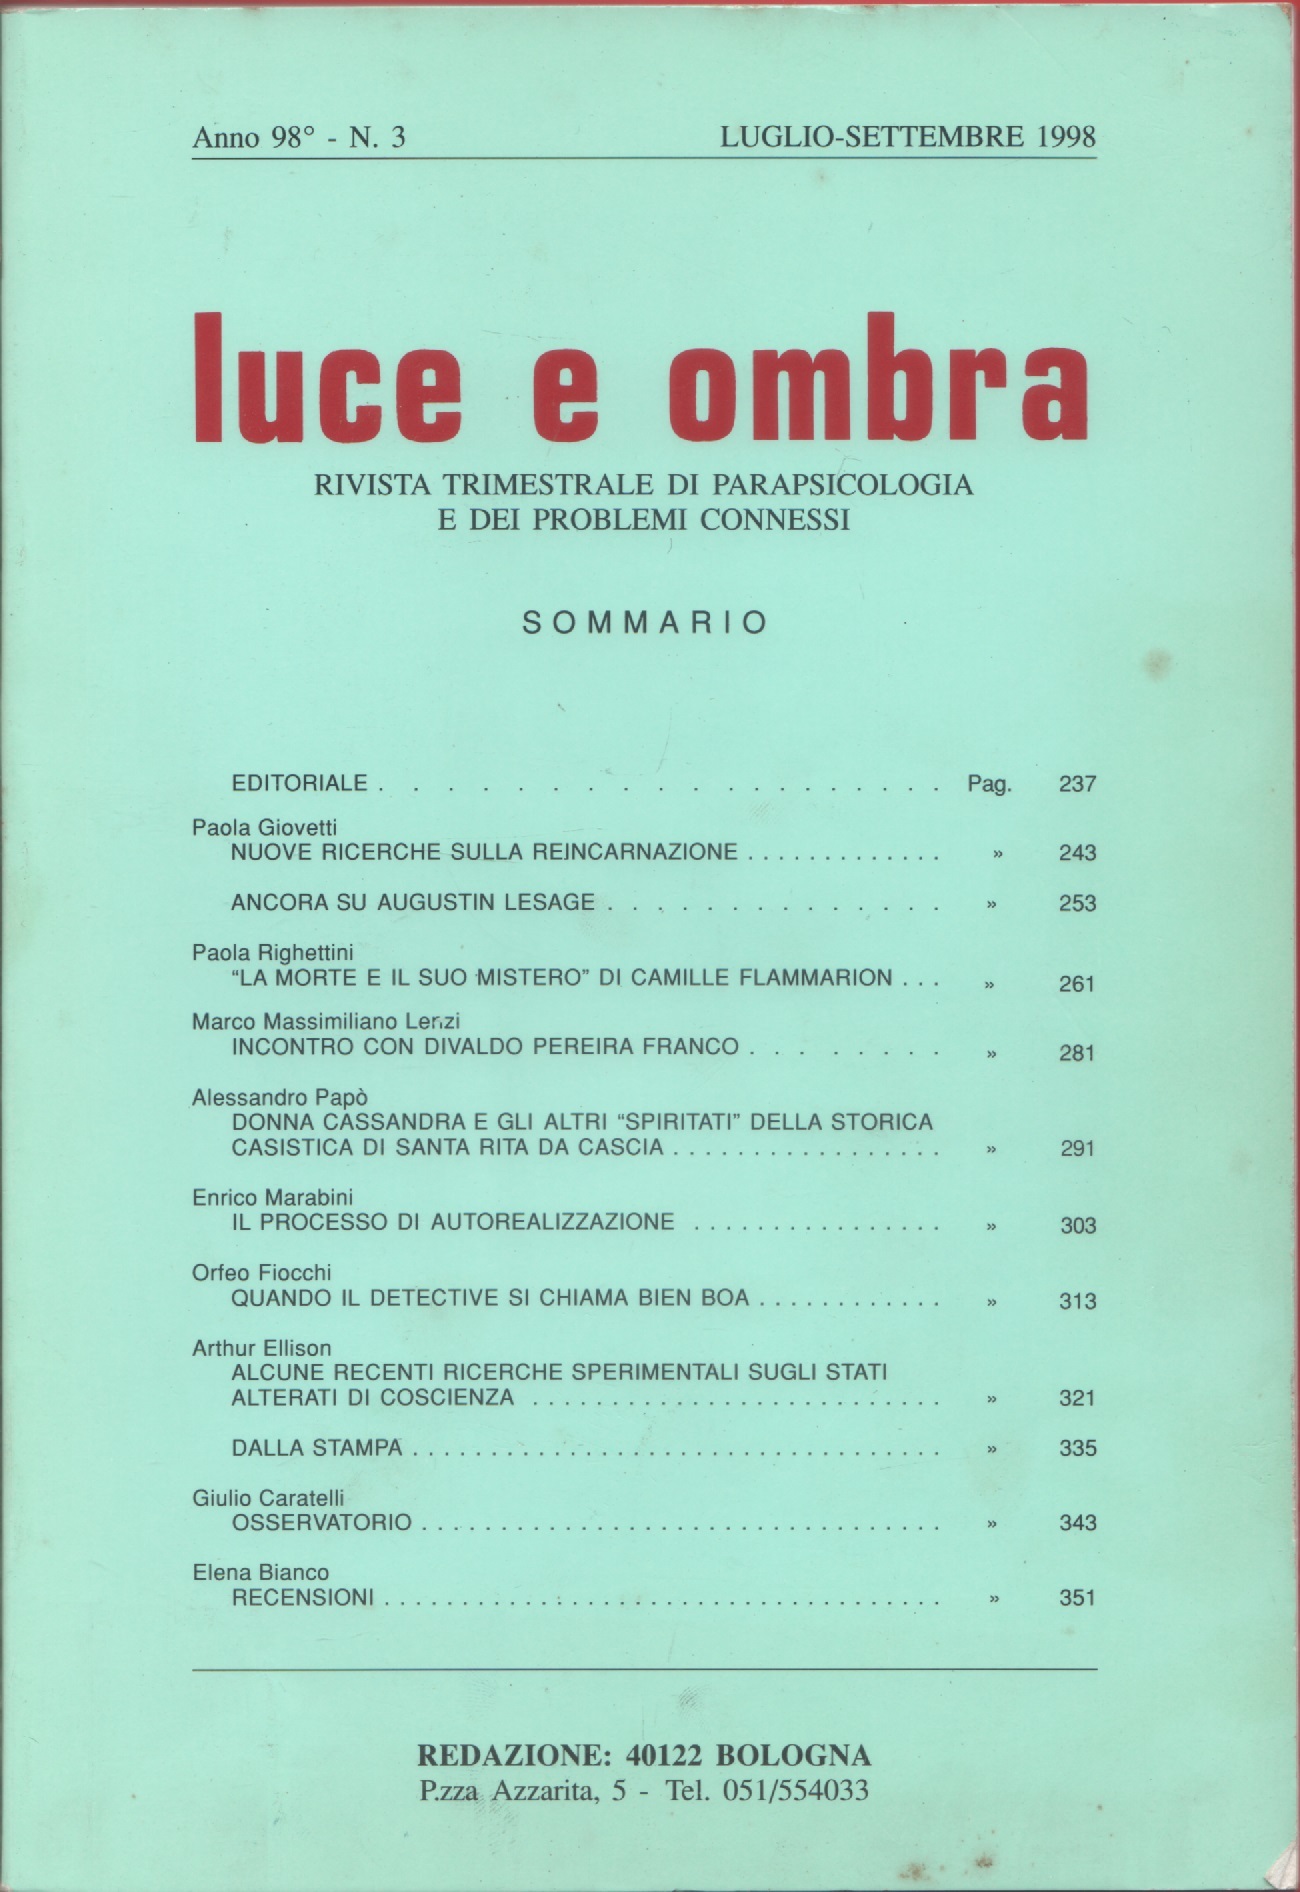 Anno 98° - N. 3 LUGLIO-SETTEMBRE 1998
luce e ombra
RIVISTA TRIMESTRALE DI PARAPSICOLOGIA
E DEI PROBLEMI CONNESSI
SOMMARIO
EDITORIALE . . . . . . . . . . . . . . . . . Pag. 237
Paola Giovetti
NUOVE RICERCHE SULLA REINCARNAZIONE . . . . . . . . . . . . . » 243
ANCORA SU AUGUSTIN LESAGE . . . . . . . . . . . . . . » 253
Paola Righettini
“LA MORTE E IL SUO MISTERO” DI CAMILLE FLAMMARION . . . » 261
Marco Massimiliano Lenzi
INCONTRO CON DIVALDO PEREIRA FRANCO . . . . . . . . » 281
Alessandro Papò
DONNA CASSANDRA E GLI ALTRI “SPIRITATI” DELLA STORICA
CASISTICA DI SANTA RITA DA CASCIA . . . . . . . . . . . . . . . . . » 291
Enrico Marabini
IL PROCESSO DI AUTOREALIZZAZIONE . . . . . . . . . . . . . . . . » 303
Orfeo Fiocchi
QUANDO IL DETECTIVE SI CHIAMA BIEN BOA . . . . . . . . . . . . » 313
Arthur Ellison
ALCUNE RECENTI RICERCHE SPERIMENTALI SUGLI STATI
ALTERATI DI COSCIENZA . . . . . . . . . . . . . . . . . . . . . . . . . . » 321
DALLA STAMPA . . . . . . . . . . . . . . . . . . . . . . . . . . . . . . . . . . » 335
Giulio Caratelli
OSSERVATORIO . . . . . . . . . . . . . . . . . . . . . . . . . . . . . . . . . . » 343
Elena Bianco
RECENSIONI . . . . . . . . . . . . . . . . . . . . . . . . . . . . . . . . . . . . » 351
REDAZIONE: 40122 BOLOGNA
P.zza Azzarita, 5 - Tel. 051/554033